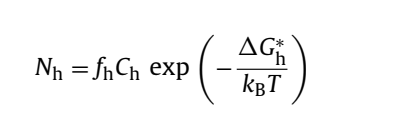 N_h = f_h C_h exp ( − ΔG*_h / k_B T )